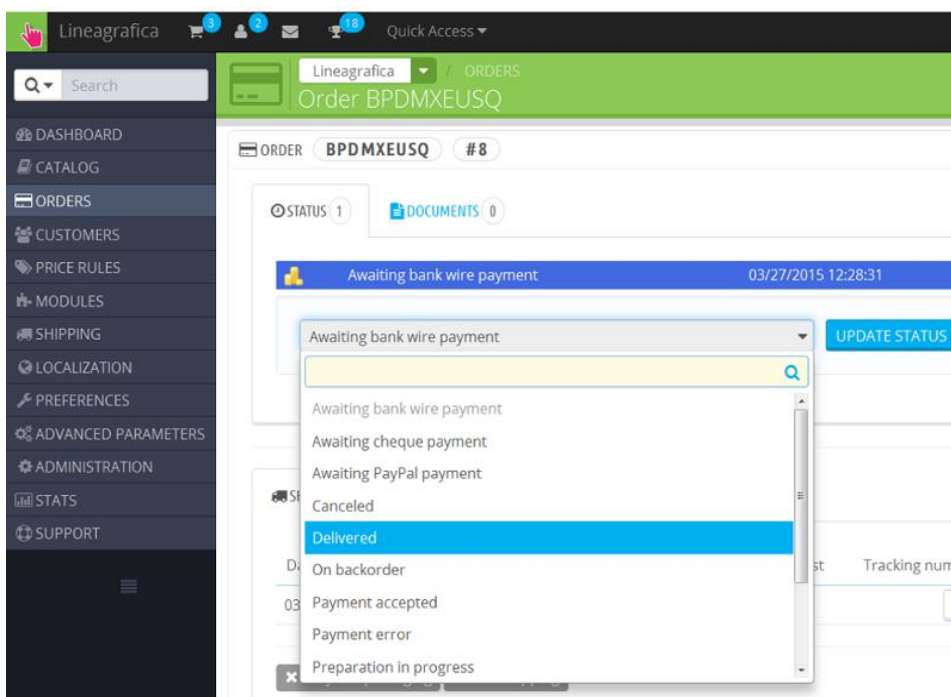 Lineagrafica 3 2 18 Quick Access
Search
Lineagrafica / ORDERS
Order BPDMXEUSQ
DASHBOARD
CATALOG
ORDERS
CUSTOMERS
PRICE RULES
MODULES
SHIPPING
LOCALIZATION
PREFERENCES
ADVANCED PARAMETERS
ADMINISTRATION
STATS
SUPPORT
ORDER BPDMXEUSQ #8
STATUS 1 DOCUMENTS 0
Awaiting bank wire payment 03/27/2015 12:28:31
Awaiting bank wire payment UPDATE STATUS
Awaiting bank wire payment
Awaiting cheque payment
Awaiting PayPal payment
Canceled
Delivered
On backorder
Payment accepted
Payment error
Preparation in progress
Tracking num
03